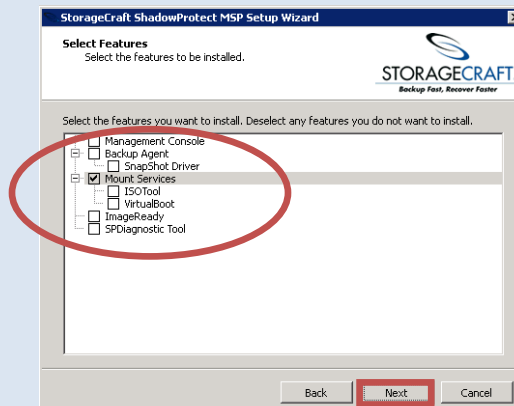 StorageCraft ShadowProtect MSP Setup Wizard
Select Features
Select the features to be installed.
STORAGECRAFT
Backup Fast, Recover Faster
Select the features you want to install. Deselect any features you do not want to install.
Management Console
Backup Agent
SnapShot Driver
Mount Services
ISOTool
VirtualBoot
ImageReady
SPDiagnostic Tool
Back
Next
Cancel